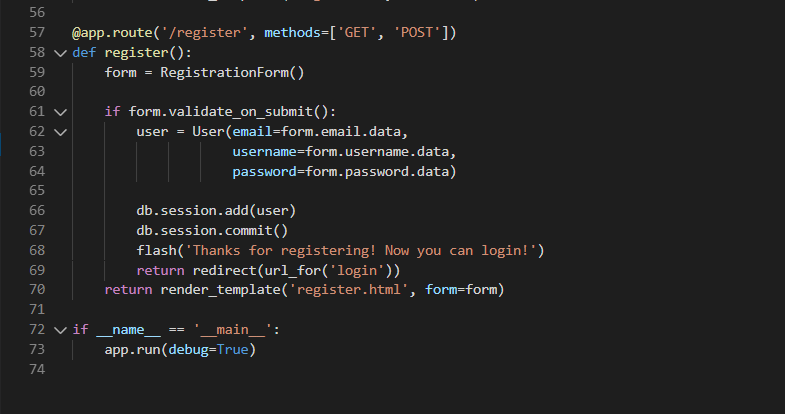 56
57 @app.route('/register', methods=['GET', 'POST'])
58 def register():
59     form = RegistrationForm()
60
61     if form.validate_on_submit():
62         user = User(email=form.email.data,
63                     username=form.username.data,
64                     password=form.password.data)
65
66         db.session.add(user)
67         db.session.commit()
68         flash('Thanks for registering! Now you can login!')
69         return redirect(url_for('login'))
70     return render_template('register.html', form=form)
71
72 if __name__ == '__main__':
73     app.run(debug=True)
74